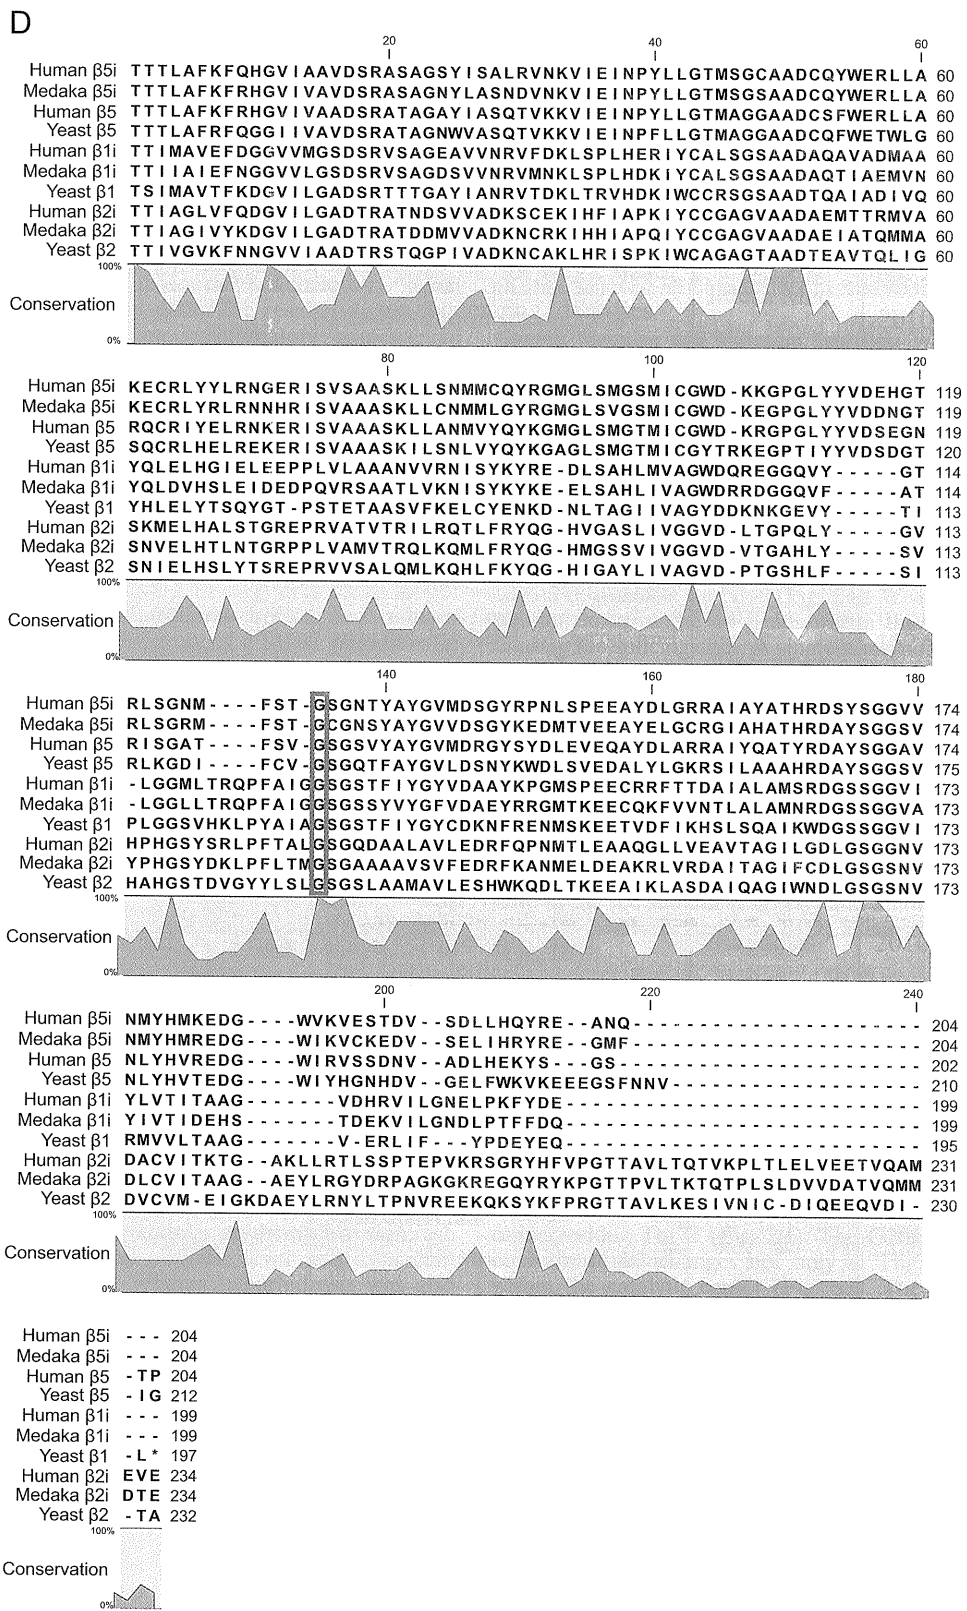 D
20 40 60
Human β5i TTTLAFKFQHGVIAAVDSRASAGSYISALRVNKVIEINPYLLGTMSGCAADCQYWERLLA 60
Medaka β5i TTTLAFKFRHGVIVAVDSRASAGNYLASNDVNKVIEINPYLLGTMSGSAADCQYWERLLA 60
Human β5 TTTLAFKFRHGVIVAVDSRATAGAYIASQTVKKVIEINPYLLGTMAGGAADCSFWERLLA 60
Yeast β5 TTTLAFRFQGGIIVAVDSRATAGNWVASQTVKKVIEINPFLLGTMAGGAADCQFWETWLG 60
Human β1i TTIMAVEFDGGVVMGSDSRVSAGEAVVNRVFDKLSPLHERIYCALSGSAADAQAVADMAA 60
Medaka β1i TTIIAIEFNGGVVLGSDSRVSAGDSVVNRVMNKLSPLHDKIYCALSGSAADAQTIAEMVN 60
Yeast β1 TSIMAVTFKDGVILGADSRTTTGAYIANRVTDKLTRVHDKIWCCRSGSAADTQAIADIVQ 60
Human β2i TTIAGLVFQDGVILGADTRATNDSVVADKSCEKIHFIAPKIYCCGAGVAADAEMTTRMVA 60
Medaka β2i TTIAGIVYKDGVILGADTRATDDMVVADKNCRKIHHIAPQIYCCGAGVAADAEIATQMMA 60
Yeast β2 TTIVGVKFNNGVVIAADTRSTQGPIVADKNCAKLHRISPKIWCAGAGTAADTEAVTQLIG 60
100%
Conservation
0%
80 100 120
Human β5i KECRLYYLRNGERISVSAASKLLSNMMCQYRGMGLSMGSMICGWD-KKGPGLYYVDEHGT 119
Medaka β5i KECRLYRLRNNHRISVAAASKLLCNMMLGYRGMGLSVGSMICGWD-KEGPGLYYVDDNGT 119
Human β5 RQCRIYELRNKERISVAAASKLLANMVYQYKGMGLSMGTMICGWD-KRGPGLYYVDSEGN 119
Yeast β5 SQCRLHELREKERISVAAASKILSNLVYQYKGAGLSMGTMICGYTRKEGPTIYYVDSDGT 120
Human β1i YQLELHGIELEEPPLVLAAANVVRNISYKYRE-DLSAHLMVAGWDQREGGQVY-----GT 114
Medaka β1i YQLDVHSLEIDEDPQVRSAATLVKNISYKYKE-ELSAHLIVAGWDRRDGGQVF-----AT 114
Yeast β1 YHLELYTSQYGT-PSTETAASVFKELCYENKD-NLTAGIIVAGYDDKNKGEVY-----TI 113
Human β2i SKMELHALSTGREPRVATVTRILRQTLFRYQG-HVGASLIVGGVD-LTGPQLY-----GV 113
Medaka β2i SNVELHTLNTGRPPLVAMVTRQLKQMLFRYQG-HMGSSVIVGGVD-VTGAHLY-----SV 113
Yeast β2 SNIELHSLYTSREPRVVSALQMLKQHLFKYQG-HIGAYLIVAGVD-PTGSHLF-----SI 113
100%
Conservation
0%
140 160 180
Human β5i RLSGNM----FST-GSGNTYAYGVMDSGYRPNLSPEEAYDLGRRAIAYATHRDSYSGGVV 174
Medaka β5i RLSGRM----FST-GCGNSYAYGVVDSGYKEDMTVEEAYELGCRGIAHATHRDAYSGGVV 174
Human β5 RISGAT----FSV-GSGSVYAYGVMDRGYSYDLEVEQAYDLARRAIYQATYRDAYSGGAV 174
Yeast β5 RLKGDI----FCV-GSGQTFAYGVLDSNYKWDLSVEDALYLGKRSILAAAHRDAYSGGSV 175
Human β1i -LGGMLTRQPFAIGGSGSTFIYGYVDAAYKPGMSPEECRRFTTDAIALAMSRDGSSGGVI 173
Medaka β1i -LGGLLTRQPFAIGGSGSSYVYGFVDAEYRRGMTKEECQKFVVNTLALAMNRDGSSGGVA 173
Yeast β1 PLGGSVHKLPYAIAGSGSTFIYGYCDKNFRENMSKEETVDFIKHSLSQAIKWDGSSGGVI 173
Human β2i HPHGSYSRLPFTALGSGQDAALAVLEDRFQPNMTLEAAQGLLVEAVTAGILGDLGSGGNV 173
Medaka β2i YPHGSYDKLPFLTMGSGAAAAVSVFEDRFKANMELDEAKRLVRDAITAGIFCDLGSGSNV 173
Yeast β2 HAHGSTDVGYYLSLGSGSLAAMAVLESHWKQDLTKEEAIKLASDAIQAGIWNDLGSGSNV 173
100%
Conservation
0%
200 220 240
Human β5i NMYHMKEDG----WVKVESTDV--SDLLHQYRE--ANQ---------------------- 204
Medaka β5i NMYHMREDG----WIKVCKEDV--SELIHRYRE--GMF---------------------- 204
Human β5 NLYHVREDG----WIRVSSDNV--ADLHEKYS--GS----------------------- 202
Yeast β5 NLYHVTEDG----WIYHGNHDV--GELFWKVKEEEGSFNNV------------------- 210
Human β1i YLVTITAAG-------VDHRVILGNELPKFYDE--------------------------- 199
Medaka β1i YIVTIDEHS-------TDEKVILGNDLPTFFDQ--------------------------- 199
Yeast β1 RMVVLTAAG-------V-ERLIF---YPDEYEQ--------------------------- 195
Human β2i DACVITKTG--AKLLRTLSSPTEPVKRSGRYHFVPGTTAVLTQTVKPLTLELVEETVQAM 231
Medaka β2i DLCVITAAG--AEYLRGYDRPAGKGKREGQYRYKPGTTPVLTKTQTPLSLDVVDATVQMM 231
Yeast β2 DVCVM-EIGKDAEYLRNYLTPNVREEKQKSYKFPRGTTAVLKESIVNIC-DIQEEQVDI- 230
100%
Conservation
0%
Human β5i --- 204
Medaka β5i --- 204
Human β5 -TP 204
Yeast β5 -IG 212
Human β1i --- 199
Medaka β1i --- 199
Yeast β1 -L* 197
Human β2i EVE 234
Medaka β2i DTE 234
Yeast β2 -TA 232
100%
Conservation
0%